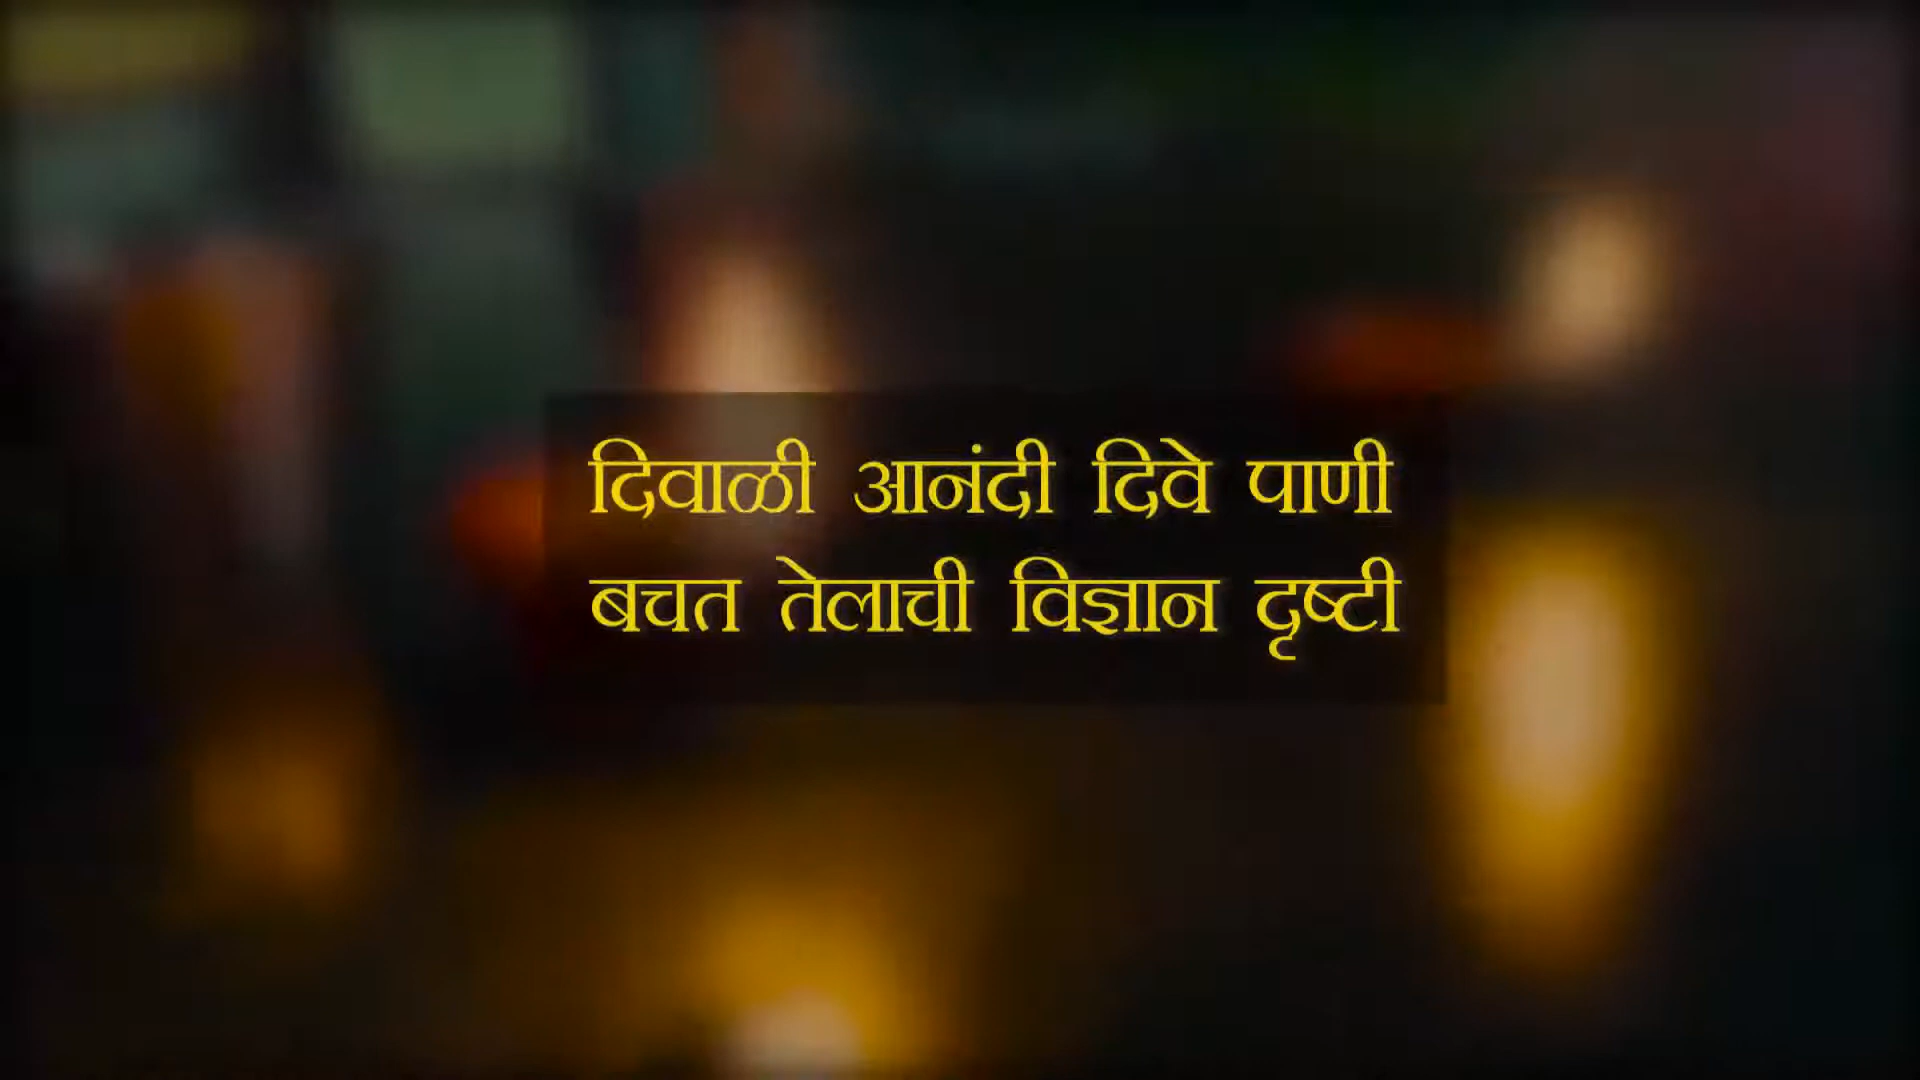 दिवाळी आनंदी दिवे पाणी
बचत तेलाची विज्ञान दृष्टी